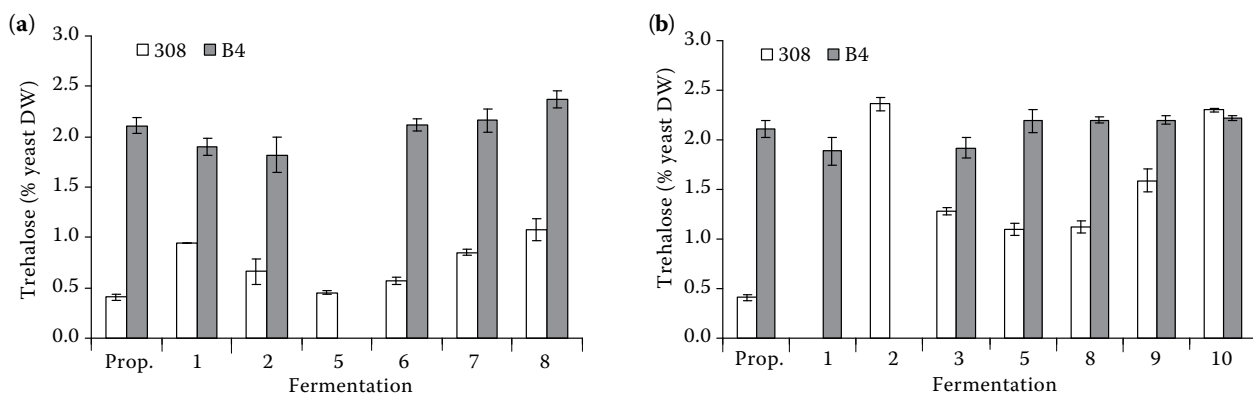 (a)
308 B4
Trehalose (% yeast DW)
3.0
2.5
2.0
1.5
1.0
0.5
0.0
Prop. 1 2 5 6 7 8
Fermentation
(b)
308 B4
Trehalose (% yeast DW)
3.0
2.5
2.0
1.5
1.0
0.5
0.0
Prop. 1 2 3 5 8 9 10
Fermentation